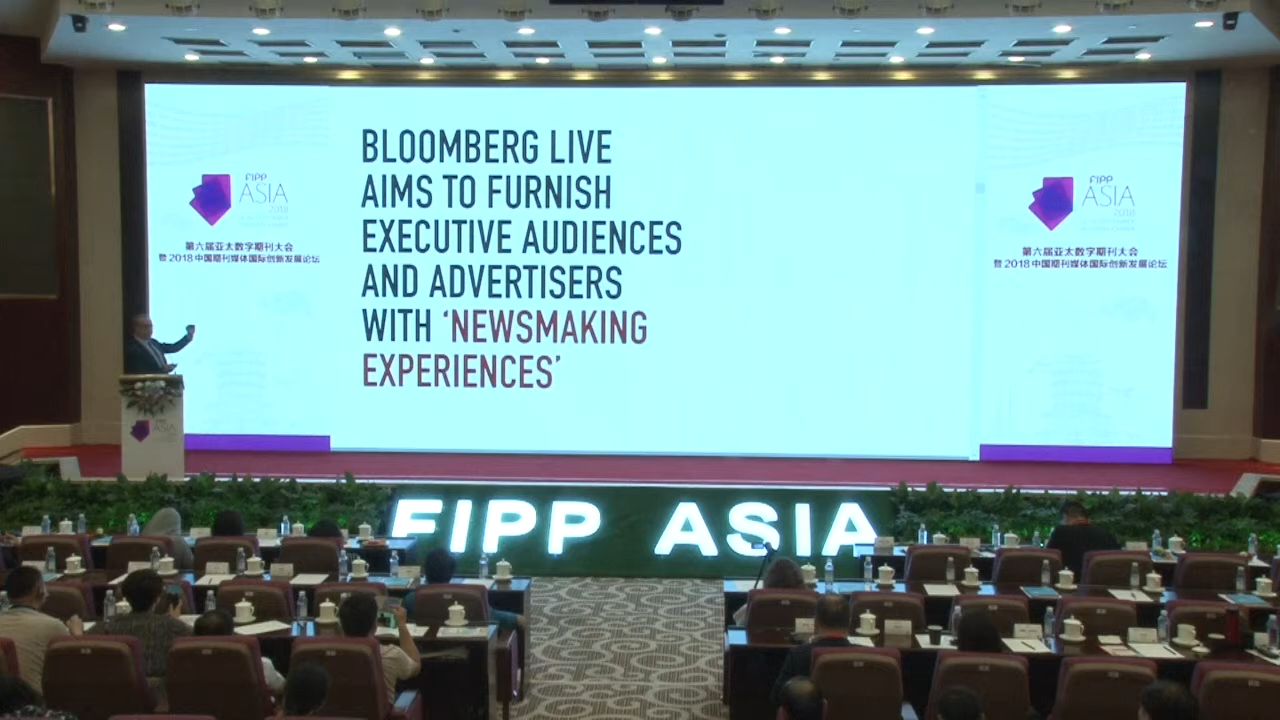 BLOOMBERG LIVE
AIMS TO FURNISH
EXECUTIVE AUDIENCES
AND ADVERTISERS
WITH ‘NEWSMAKING
EXPERIENCES’
FIPP
ASIA
2018
第六届亚太数字期刊大会
暨2018中国期刊媒体国际创新发展论坛
FIPP
ASIA
2018
第六届亚太数字期刊大会
暨2018中国期刊媒体国际创新发展论坛
FIPP
ASIA
FIPP ASIA